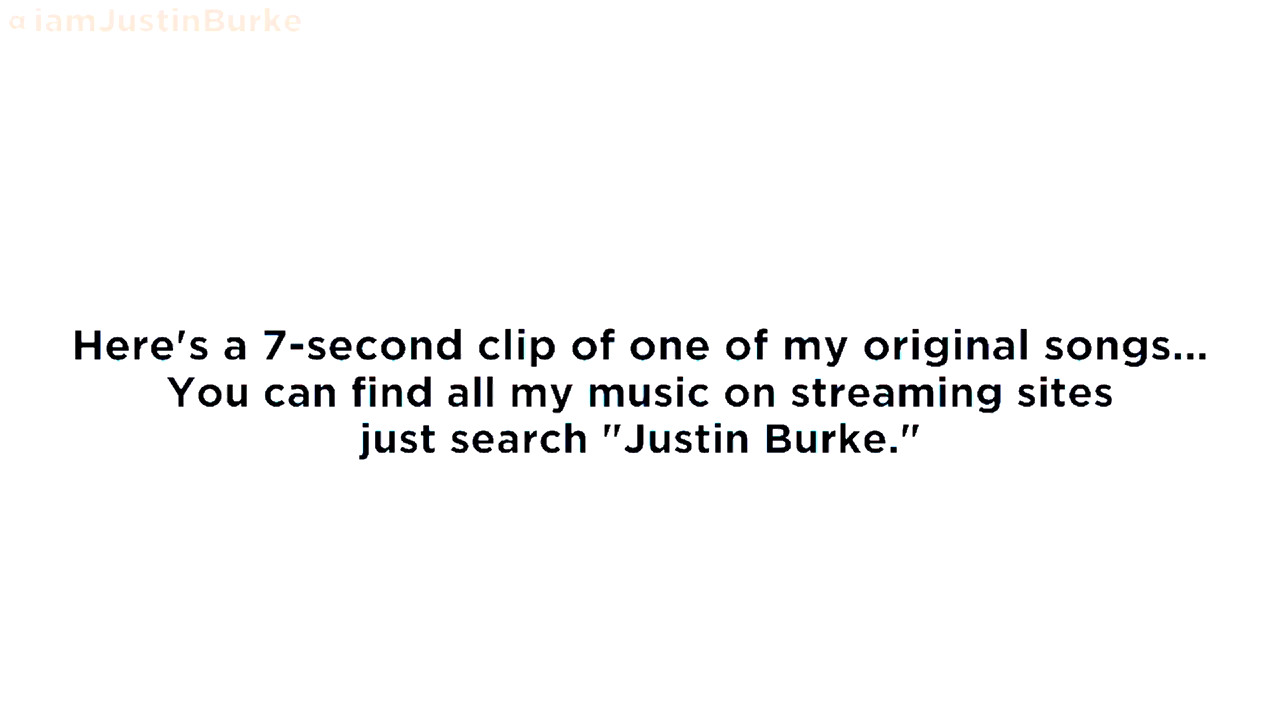 @iamJustinBurke
Here's a 7-second clip of one of my original songs...
You can find all my music on streaming sites
just search "Justin Burke."